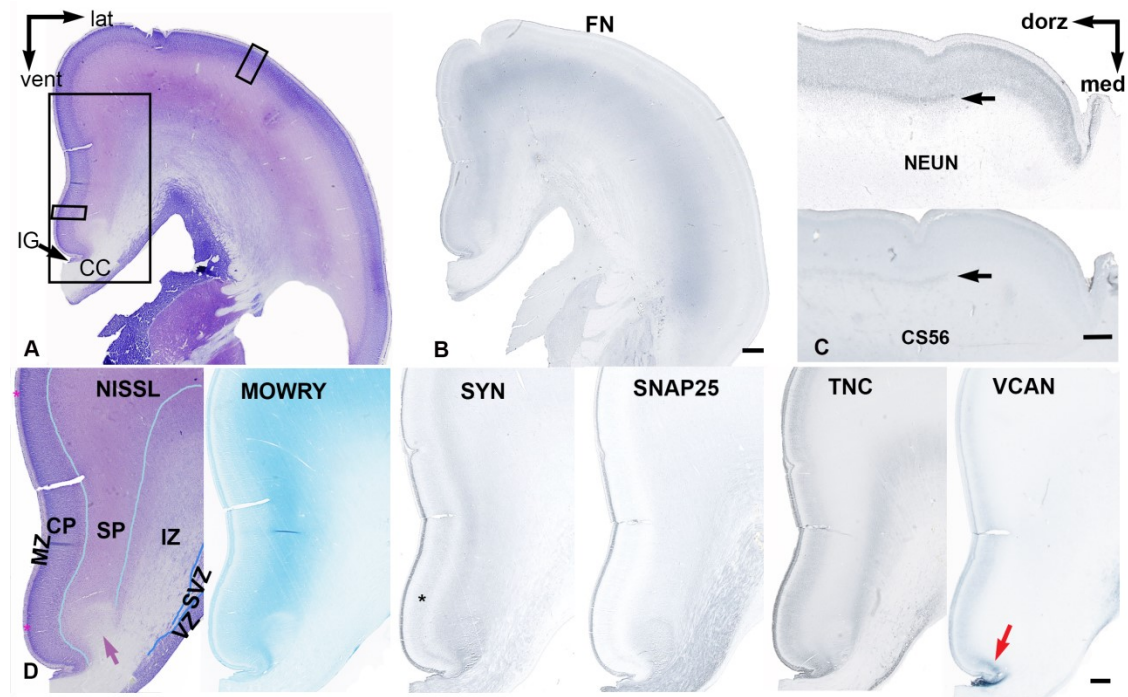 lat
vent
IG
CC
A
FN
B
dorz
med
NEUN
CS56
C
NISSL
MZ
CP
SP
IZ
VZ SVZ
D
MOWRY
SYN
*
SNAP25
TNC
VCAN